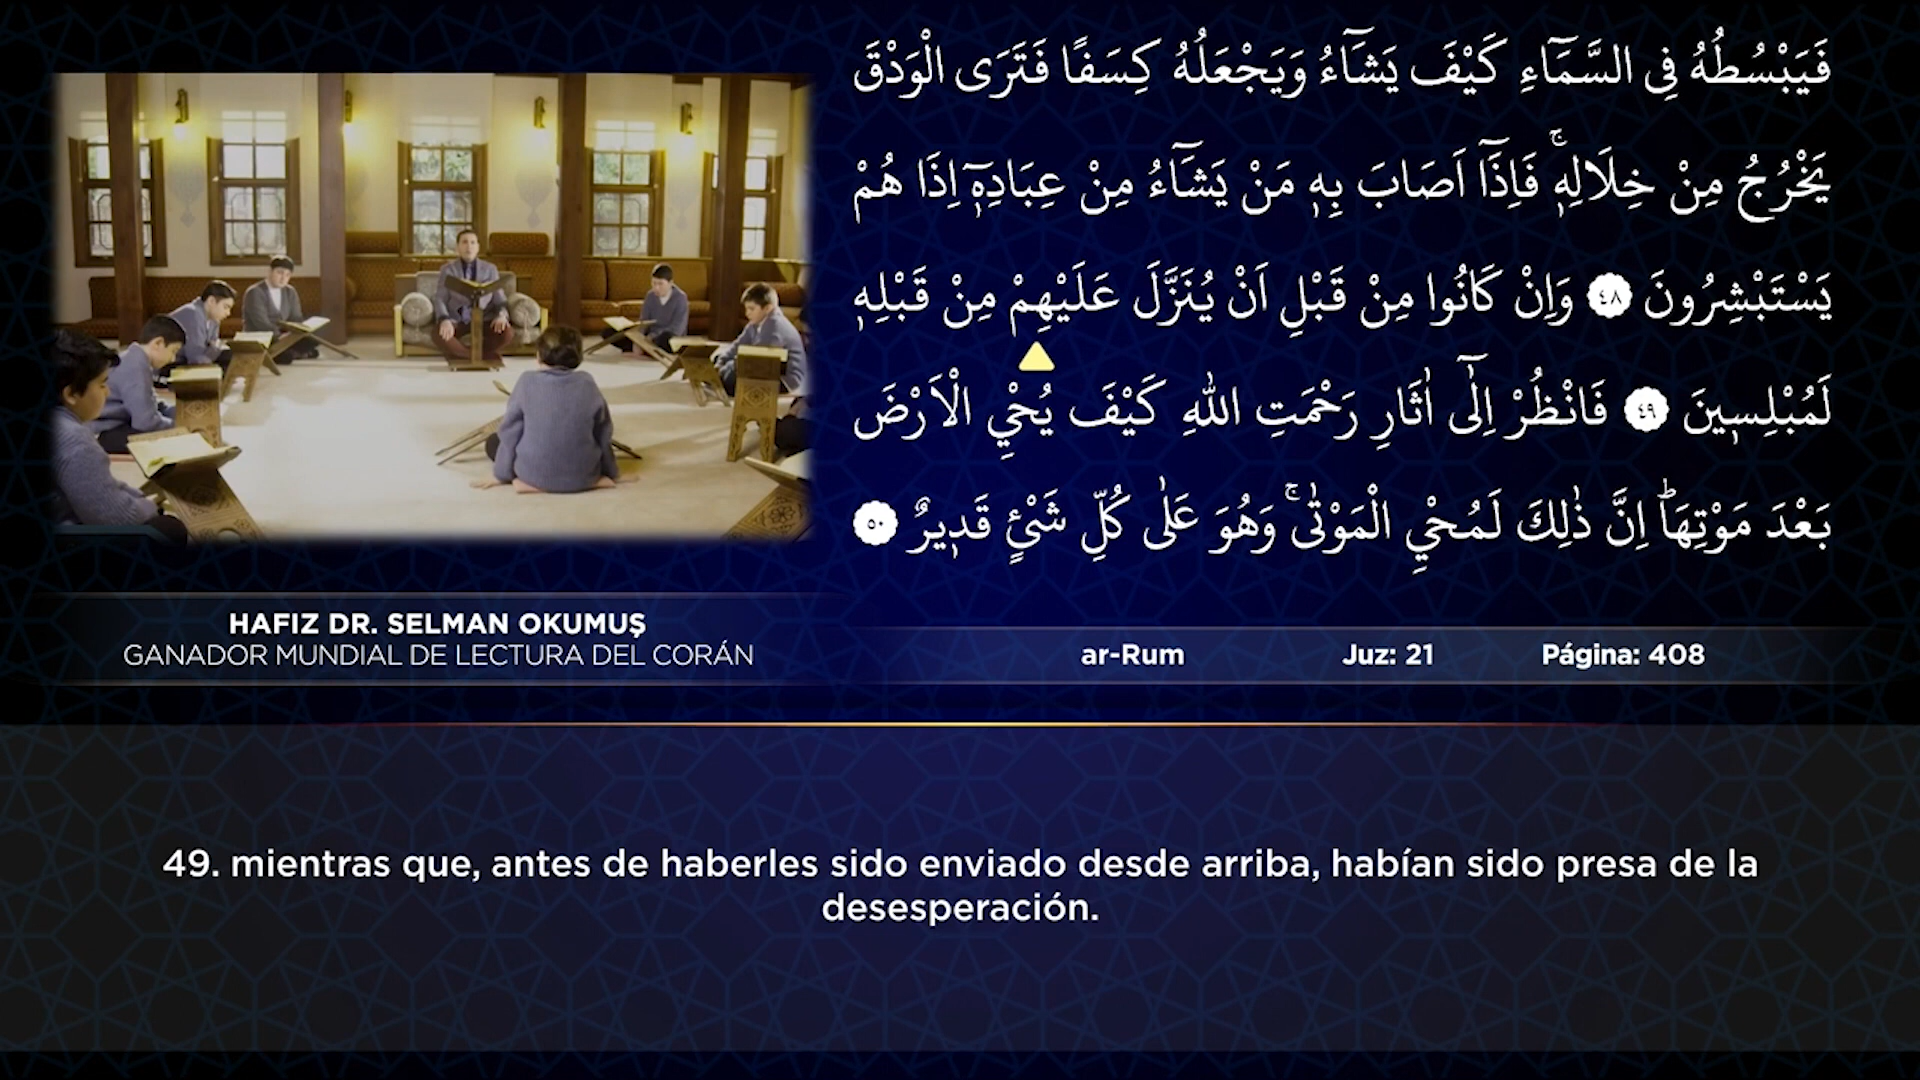 فَيَبْسُطُهُ فِي السَّمَٓاءِ كَيْفَ يَشَٓاءُ وَيَجْعَلُهُ كِسَفًا فَتَرَى الْوَدْقَ
يَخْرُجُ مِنْ خِلَالِهٖۚ فَاِذَٓا اَصَابَ بِهٖ مَنْ يَشَٓاءُ مِنْ عِبَادِهٖٓ اِذَا هُمْ
يَسْتَبْشِرُونَ ٤٨ وَاِنْ كَانُوا مِنْ قَبْلِ اَنْ يُنَزَّلَ عَلَيْهِمْ مِنْ قَبْلِهٖ
لَمُبْلِسٖينَ ٤٩ فَانْظُرْ اِلٰٓى اٰثَارِ رَحْمَتِ اللّٰهِ كَيْفَ يُحْيِ الْاَرْضَ
بَعْدَ مَوْتِهَاؕ اِنَّ ذٰلِكَ لَمُحْيِ الْمَوْتٰىۚ وَهُوَ عَلٰى كُلِّ شَيْءٍ قَدٖيرٌ ٥٠
HAFIZ DR. SELMAN OKUMUŞ
GANADOR MUNDIAL DE LECTURA DEL CORÁN
ar-Rum Juz: 21 Página: 408
49. mientras que, antes de haberles sido enviado desde arriba, habían sido presa de la
desesperación.